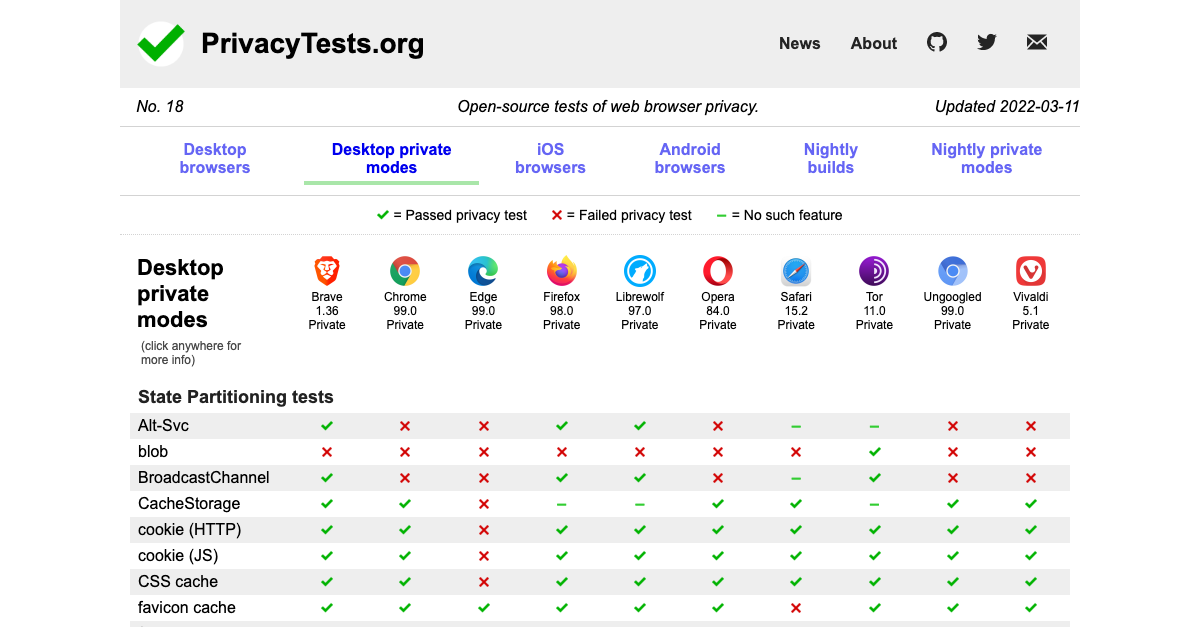 PrivacyTests.org
News About
No. 18 Open-source tests of web browser privacy. Updated 2022-03-11
Desktop browsers
Desktop private modes
iOS browsers
Android browsers
Nightly builds
Nightly private modes
✓ = Passed privacy test ✕ = Failed privacy test – = No such feature
Desktop
private
modes
(click anywhere for
more info)
Brave
1.36
Private
Chrome
99.0
Private
Edge
99.0
Private
Firefox
98.0
Private
Librewolf
97.0
Private
Opera
84.0
Private
Safari
15.2
Private
Tor
11.0
Private
Ungoogled
99.0
Private
Vivaldi
5.1
Private
State Partitioning tests
Alt-Svc
blob
BroadcastChannel
CacheStorage
cookie (HTTP)
cookie (JS)
CSS cache
favicon cache